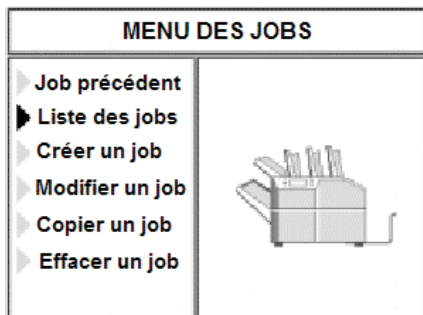 MENU DES JOBS
Job précédent
Liste des jobs
Créer un job
Modifier un job
Copier un job
Effacer un job